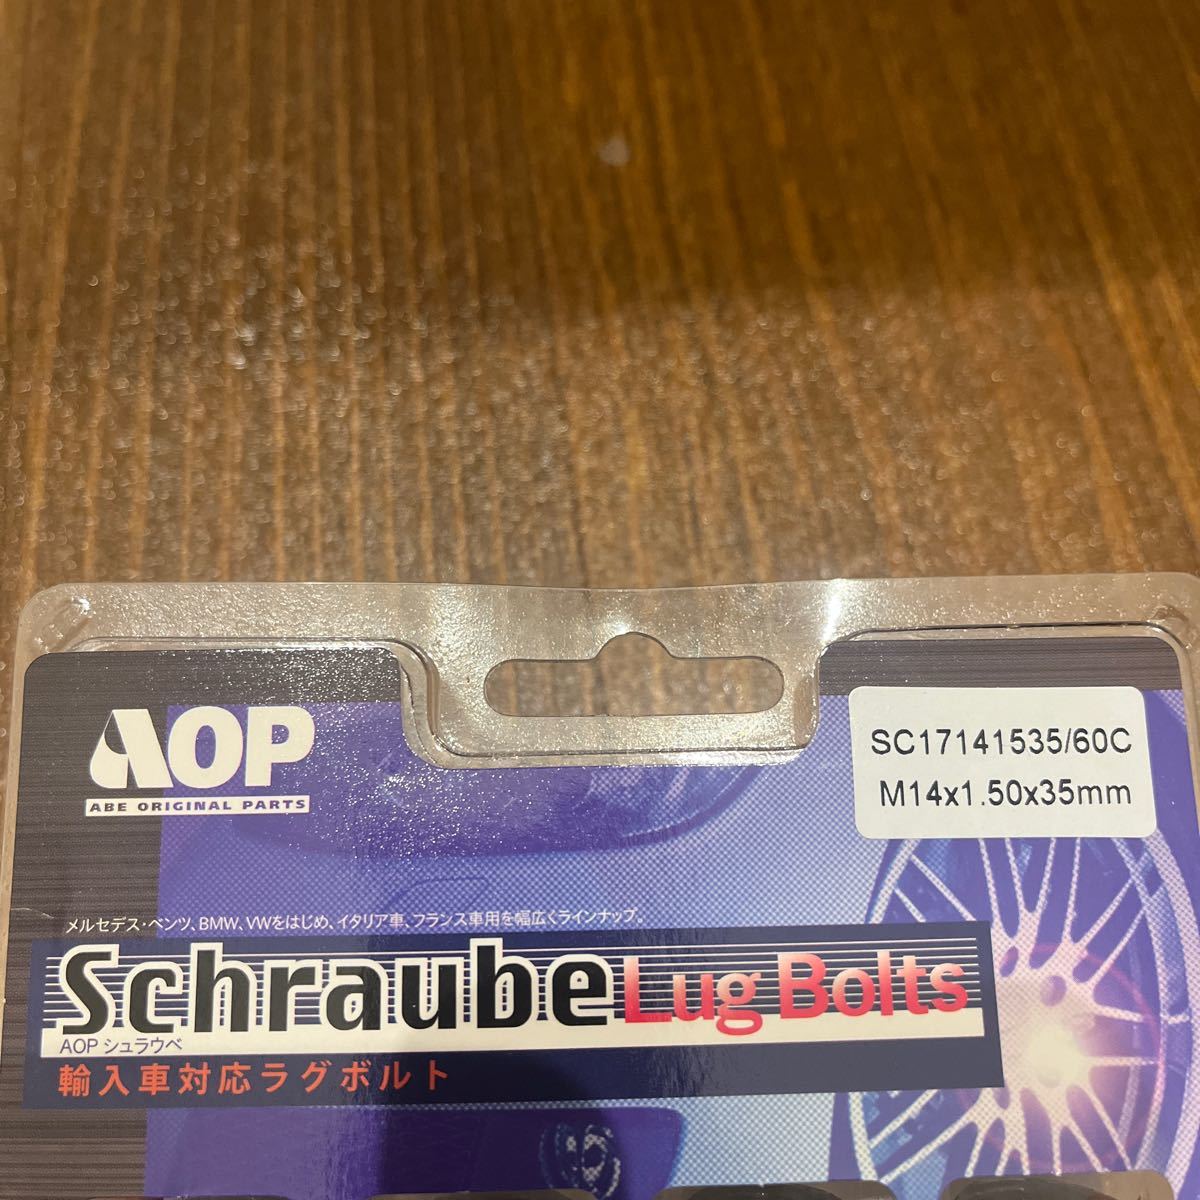 AOP
ABE ORIGINAL PARTS
SC17141535/60C
M14x1.50x35mm
メルセデス・ベンツ、BMW、VWをはじめ、イタリア車、フランス車用を幅広くラインナップ。
Schraube Lug Bolts
AOP シュラウベ
輸入車対応ラグボルト